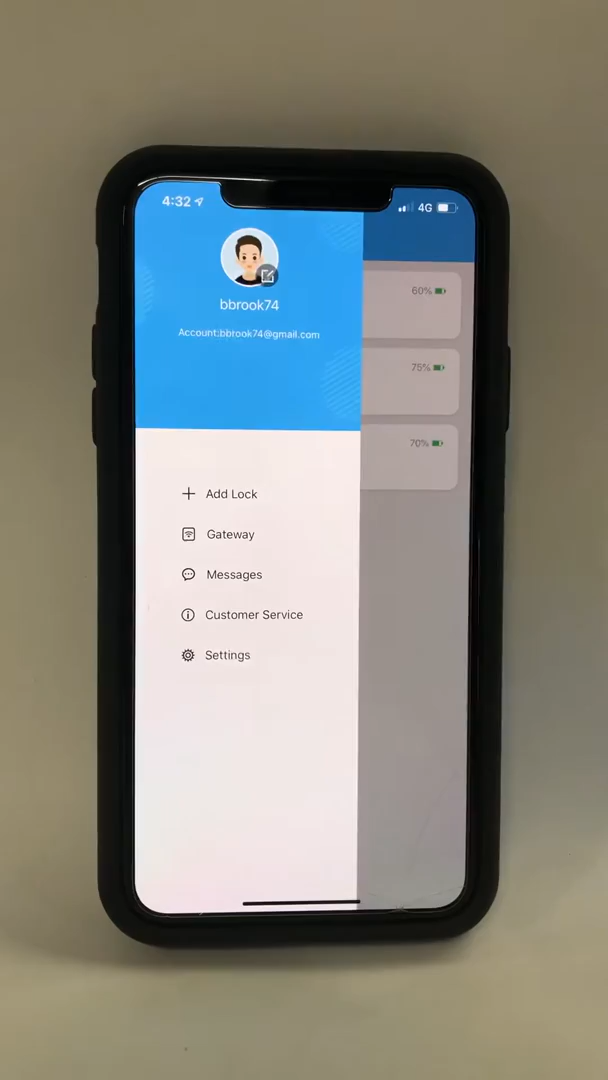 4:32
4G
bbrook74
Account:bbrook74@gmail.com
60%
75%
70%
Add Lock
Gateway
Messages
Customer Service
Settings